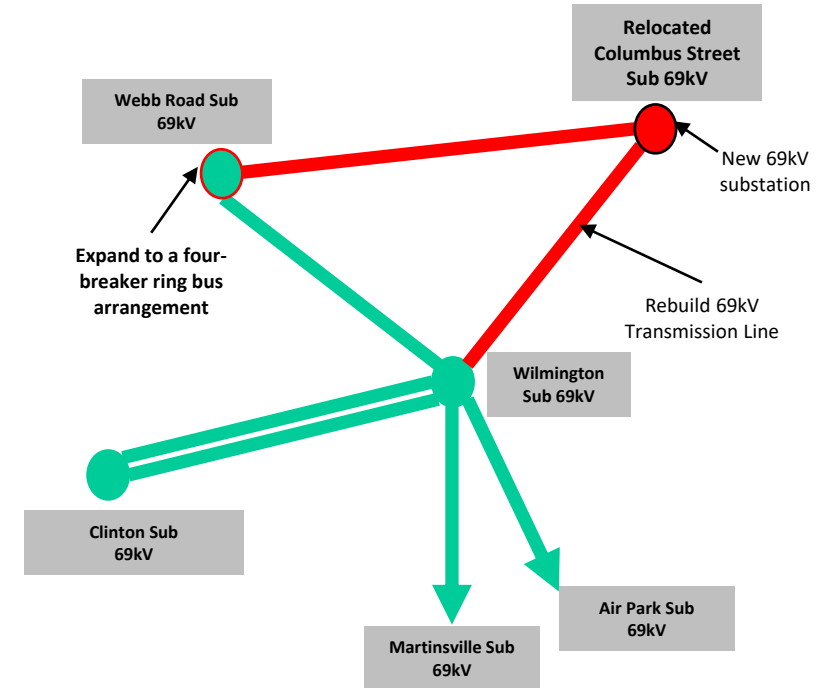 Relocated
Columbus Street
Sub 69kV
Webb Road Sub
69kV
New 69kV
substation
Expand to a four-
breaker ring bus
arrangement
Rebuild 69kV
Transmission Line
Wilmington
Sub 69kV
Clinton Sub
69kV
Air Park Sub
69kV
Martinsville Sub
69kV